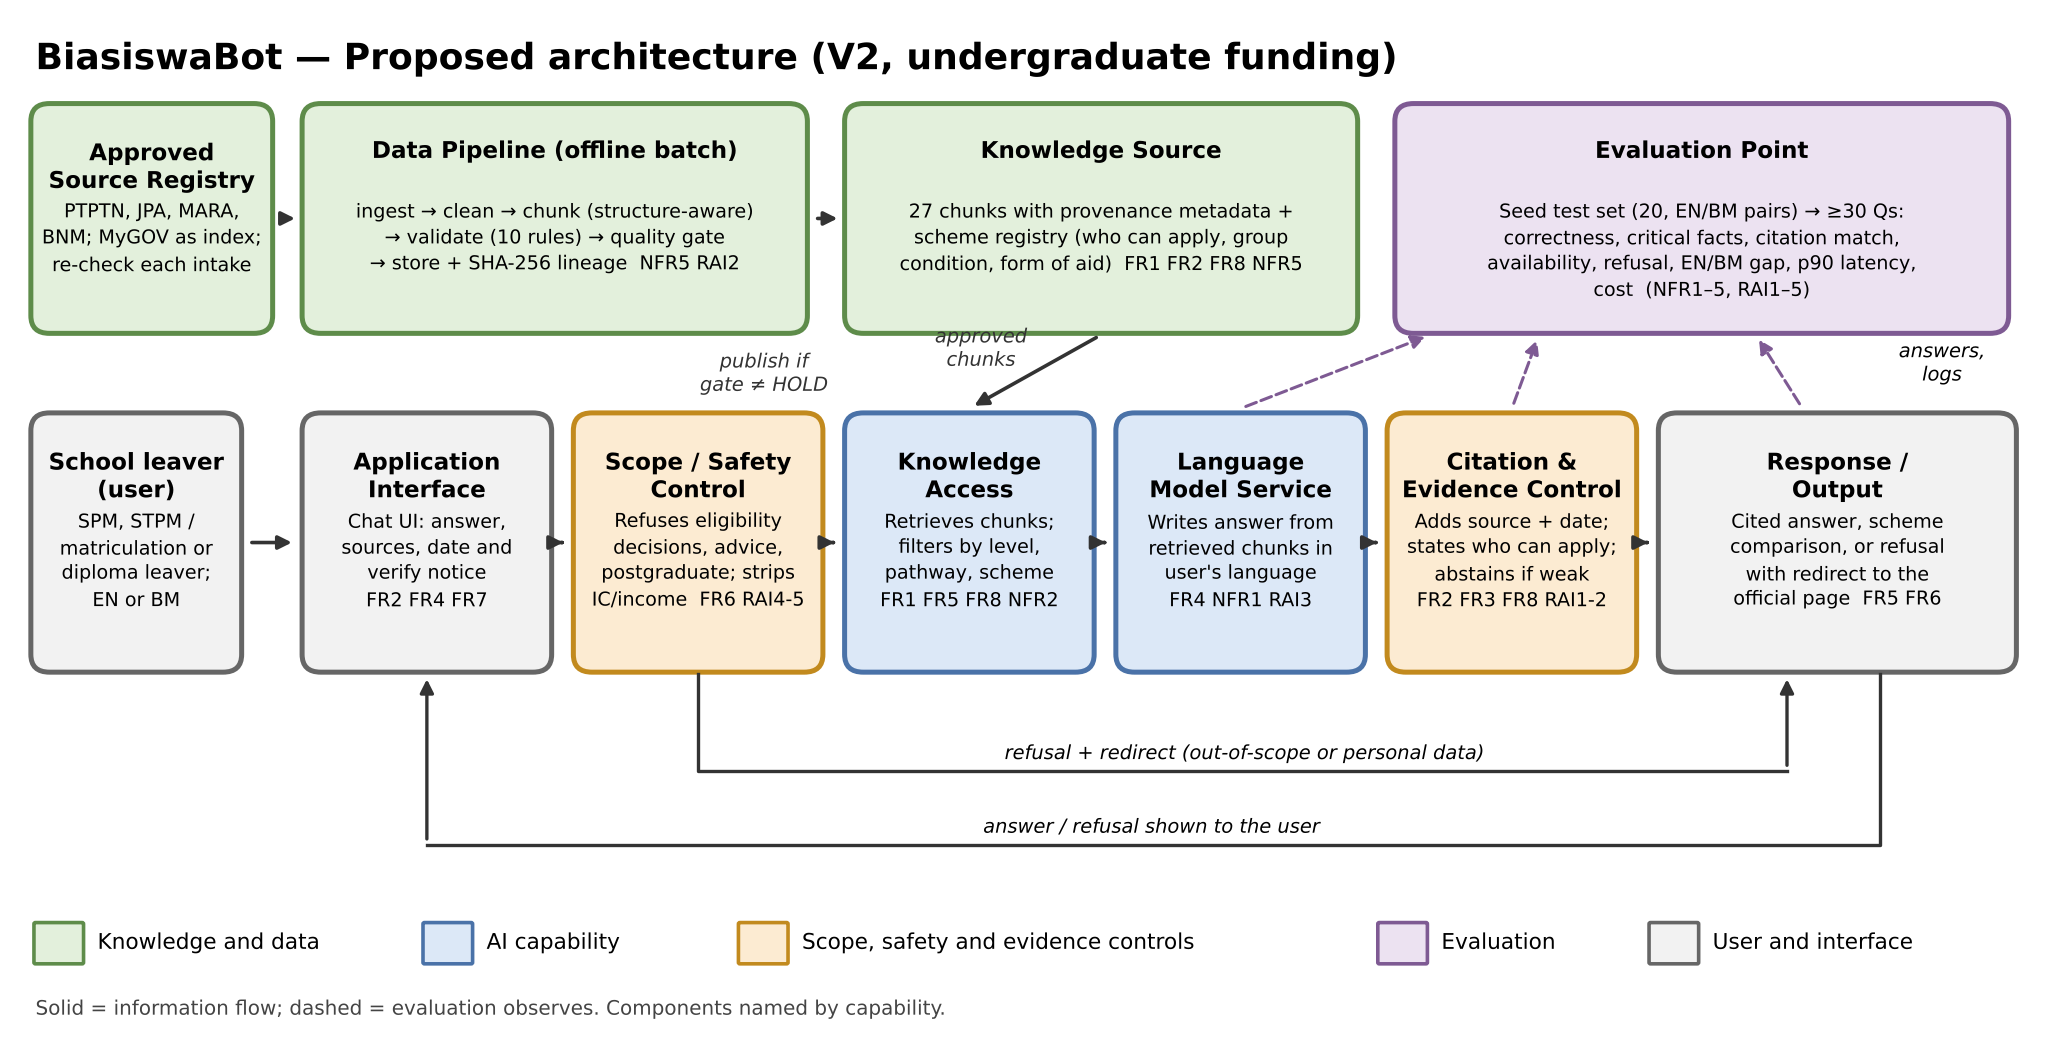 BiasiswaBot — Proposed architecture (V2, undergraduate funding)
Approved
Source Registry
PTPTN, JPA, MARA,
BNM; MyGOV as index;
re-check each intake
Data Pipeline (offline batch)
ingest → clean → chunk (structure-aware)
→ validate (10 rules) → quality gate
→ store + SHA-256 lineage  NFR5 RAI2
Knowledge Source
27 chunks with provenance metadata +
scheme registry (who can apply, group
condition, form of aid)  FR1 FR2 FR8 NFR5
Evaluation Point
Seed test set (20, EN/BM pairs) → ≥30 Qs:
correctness, critical facts, citation match,
availability, refusal, EN/BM gap, p90 latency,
cost  (NFR1–5, RAI1–5)
publish if
gate ≠ HOLD
approved
chunks
answers,
logs
School leaver
(user)
SPM, STPM /
matriculation or
diploma leaver;
EN or BM
Application
Interface
Chat UI: answer,
sources, date and
verify notice
FR2 FR4 FR7
Scope / Safety
Control
Refuses eligibility
decisions, advice,
postgraduate; strips
IC/income  FR6 RAI4-5
Knowledge
Access
Retrieves chunks;
filters by level,
pathway, scheme
FR1 FR5 FR8 NFR2
Language
Model Service
Writes answer from
retrieved chunks in
user's language
FR4 NFR1 RAI3
Citation &
Evidence Control
Adds source + date;
states who can apply;
abstains if weak
FR2 FR3 FR8 RAI1-2
Response /
Output
Cited answer, scheme
comparison, or refusal
with redirect to the
official page  FR5 FR6
refusal + redirect (out-of-scope or personal data)
answer / refusal shown to the user
Knowledge and data
AI capability
Scope, safety and evidence controls
Evaluation
User and interface
Solid = information flow; dashed = evaluation observes. Components named by capability.